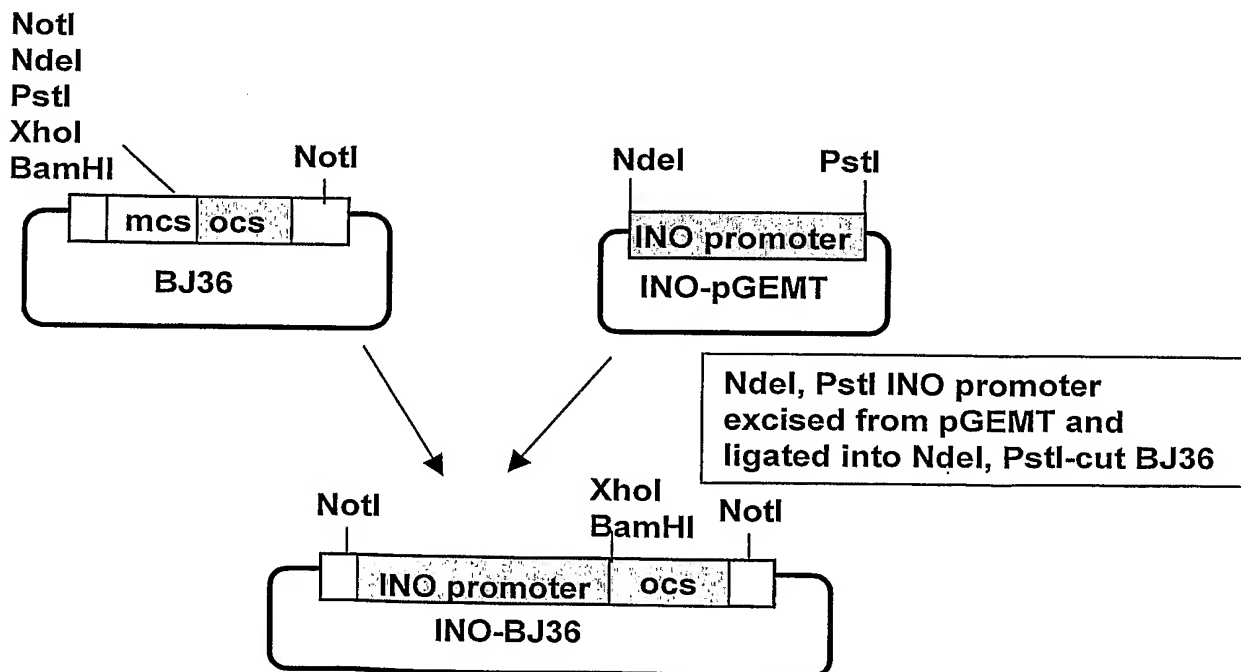 NotI
NdeI
PstI
XhoI
BamHI
NotI
mcs ocs
BJ36
NdeI PstI
INO promoter
INO-pGEMT
NdeI, PstI INO promoter
excised from pGEMT and
ligated into NdeI, PstI-cut BJ36
NotI
XhoI
BamHI
NotI
INO promoter ocs
INO-BJ36